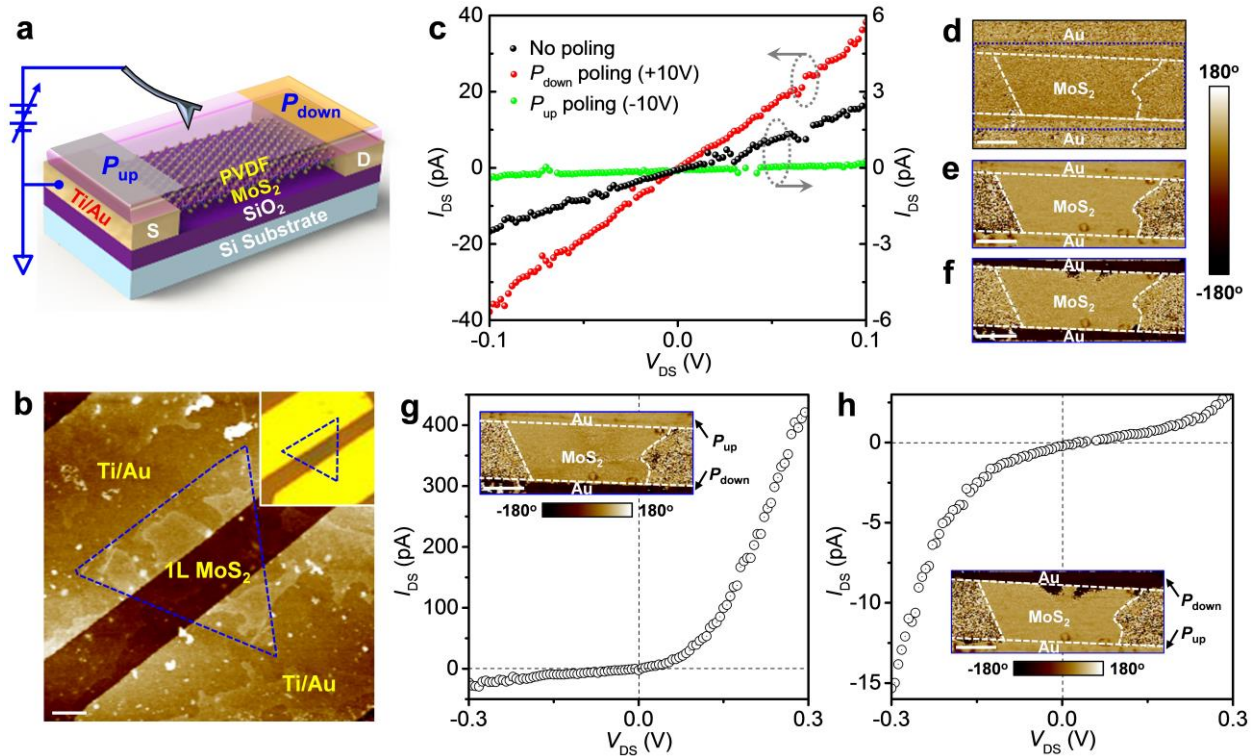 a
P_down
P_up
PVDF
MoS₂
SiO₂
Ti/Au
S
D
Si Substrate
b
Ti/Au
1L MoS₂
Ti/Au
c
No poling
P_down poling (+10V)
P_up poling (-10V)
40
20
0
-20
-40
I_DS (pA)
6
3
0
-3
-6
I_DS (pA)
-0.1
0.0
0.1
V_DS (V)
d
Au
MoS₂
Au
e
Au
MoS₂
Au
f
Au
MoS₂
Au
180°
-180°
g
400
300
200
100
0
I_DS (pA)
Au
MoS₂
Au
P_up
P_down
-180° 180°
-0.3
0.0
0.3
V_DS (V)
h
0
-5
-10
-15
I_DS (pA)
Au
MoS₂
Au
P_down
P_up
-180° 180°
-0.3
0.0
0.3
V_DS (V)